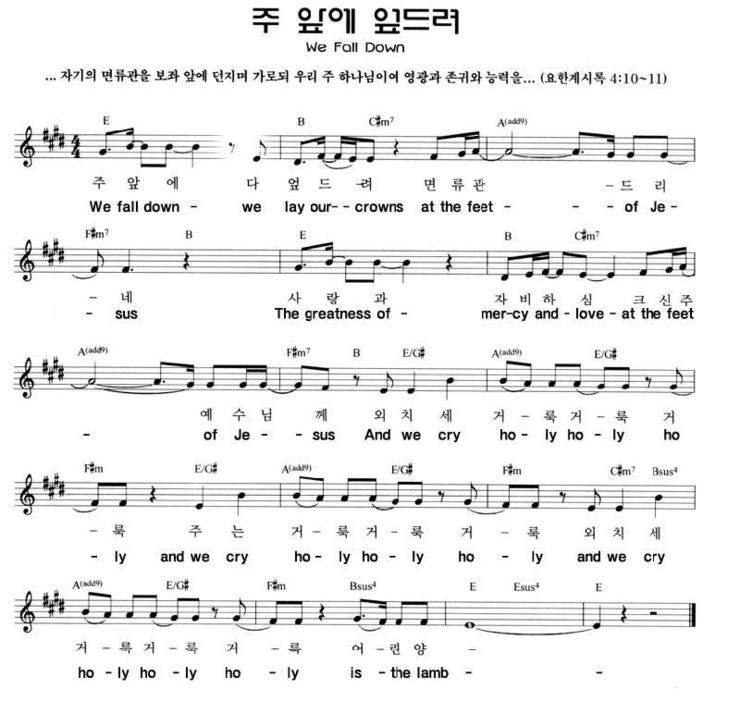 주 앞에 잎드려
We Fall Down
... 자기의 면류관을 보좌 앞에 던지며 가로되 우리 주 하나님이여 영광과 존귀와 능력을... (요한계시록 4:10~11)
E B C#m7 A(add9)
주 앞 에 다 엎 드 - 려 면 류 관 - 드 리
We fall down - we lay our-- crowns at the feet - - - of Je -
F#m7 B E B C#m7
- 네 사 랑 과 자 비 하 심 크 신 주
- sus The greatness of - mer-cy and - love - at the feet
A(add9) F#m7 B E/G# A(add9) E/G#
예 수 님 께 외 치 세 거 - 룩 거 - 룩 거
- of Je - - sus And we cry ho - ly ho - ly ho
F#m E/G# A(add9) E/G# F#m C#m7 Bsus4
- 룩 주 는 거 - 룩 거 - 룩 거 - 룩 외 치 세
- ly and we cry ho - ly ho - ly ho - ly and we cry
A(add9) E/G# F#m Bsus4 E Esus4 E
거 - 룩 거 - 룩 거 - 륵 어 - 린 양 -
ho - ly ho - ly ho - ly is - the lamb - -